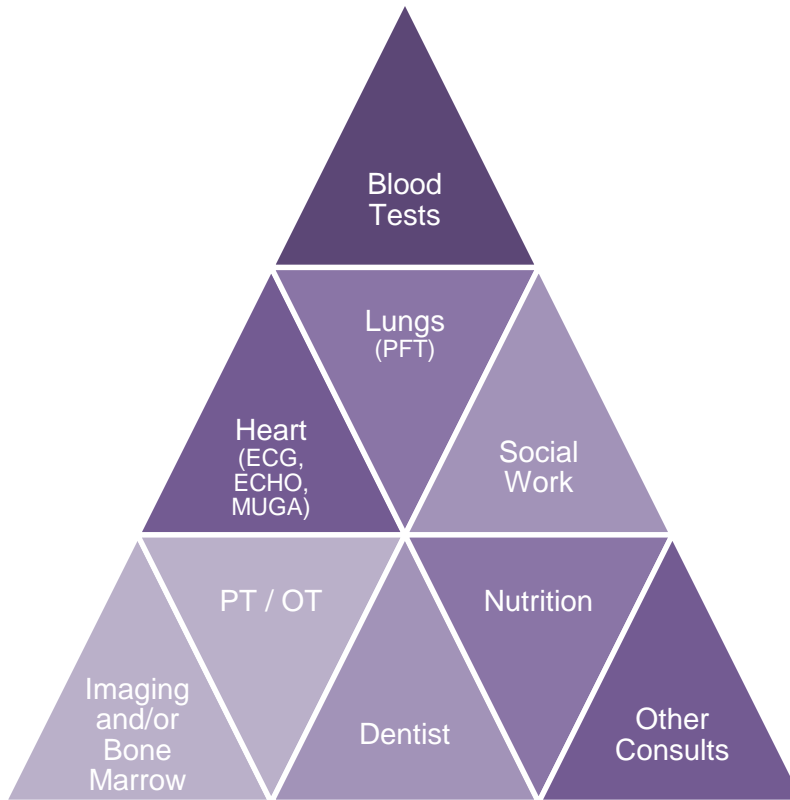 Blood
Tests
Lungs
(PFT)
Heart
(ECG,
ECHO,
MUGA)
Social
Work
PT / OT
Nutrition
Imaging
and/or
Bone
Marrow
Dentist
Other
Consults